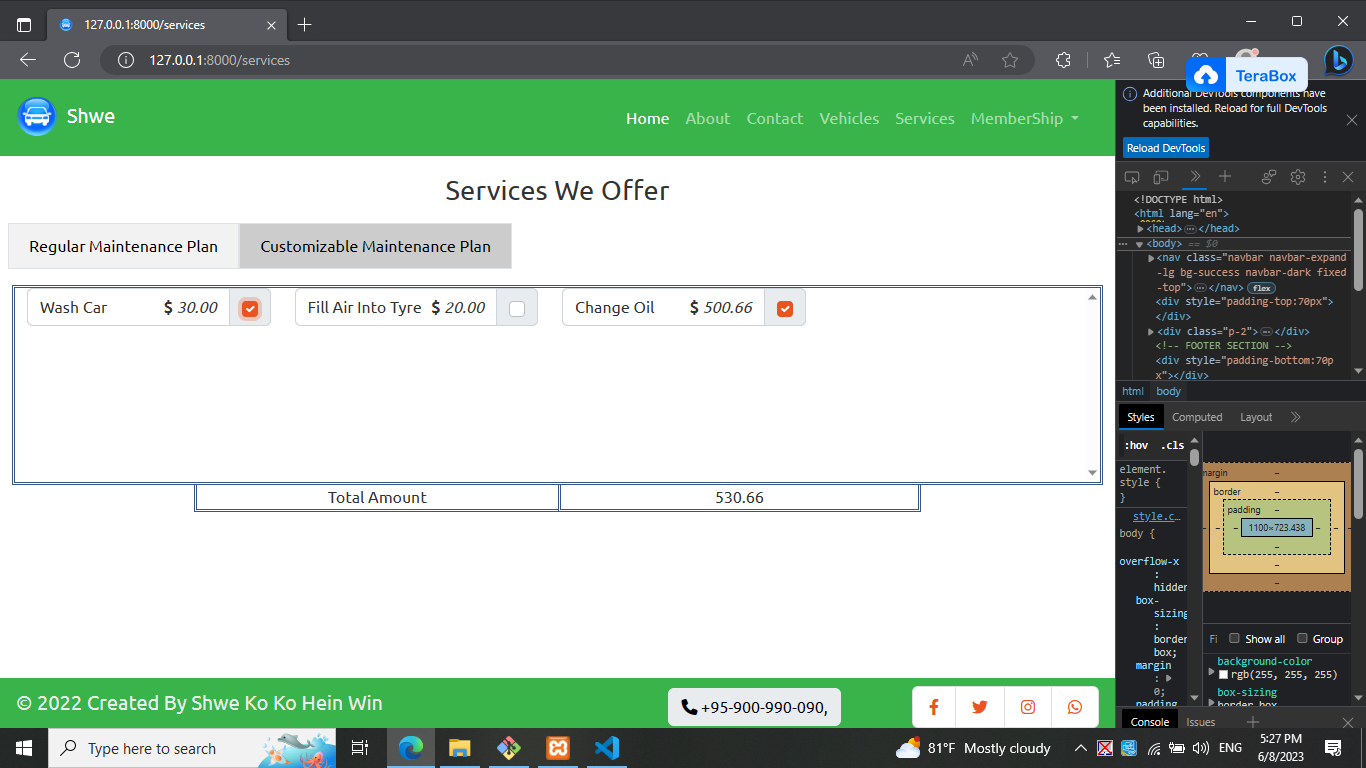 127.0.0.1:8000/services
127.0.0.1:8000/services
TeraBox
Shwe
Home About Contact Vehicles Services MemberShip
Services We Offer
Regular Maintenance Plan Customizable Maintenance Plan
Wash Car $ 30.00 Fill Air Into Tyre $ 20.00 Change Oil $ 500.66
Total Amount 530.66
© 2022 Created By Shwe Ko Ko Hein Win +95-900-990-090,
Additional DevTools components have
been installed. Reload for full DevTools
capabilities.
Reload DevTools
<!DOCTYPE html>
<html lang="en">
<head>…</head>
… <body> == $0
<nav class="navbar navbar-expand
-lg bg-success navbar-dark fixed
-top">…</nav> flex
<div style="padding-top:70px">
</div>
<div class="p-2">…</div>
<!-- FOOTER SECTION -->
<div style="padding-bottom:70p
x"></div>
html body
Styles Computed Layout
:hov .cls
element.
style {
}
style.c…
body {
overflow-x
:
hidde
box-
sizing
:
border
box;
margin
:
0;
padding
margin –
border –
padding –
– – – 1100×723.438 – – –
–
–
–
Fi Show all Group
background-color
rgb(255, 255, 255)
box-sizing
border-box
Console Issues
Type here to search
81°F Mostly cloudy
ENG
5:27 PM
6/8/2023